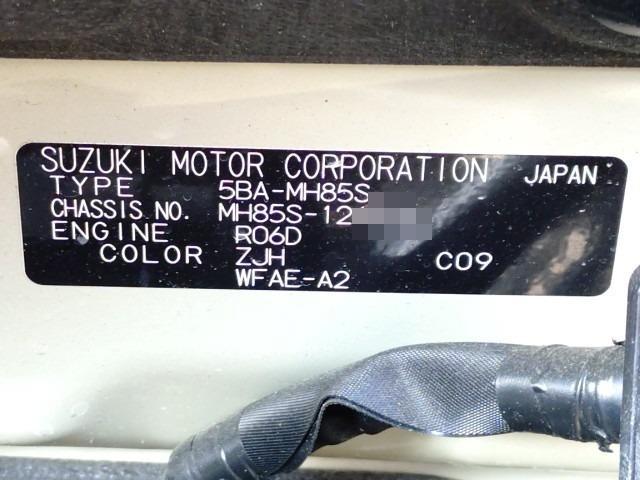 SUZUKI MOTOR CORPORATION JAPAN
TYPE 5BA-MH85S
CHASSIS NO. MH85S-12
ENGINE R06D
COLOR ZJH C09
WFAE-A2